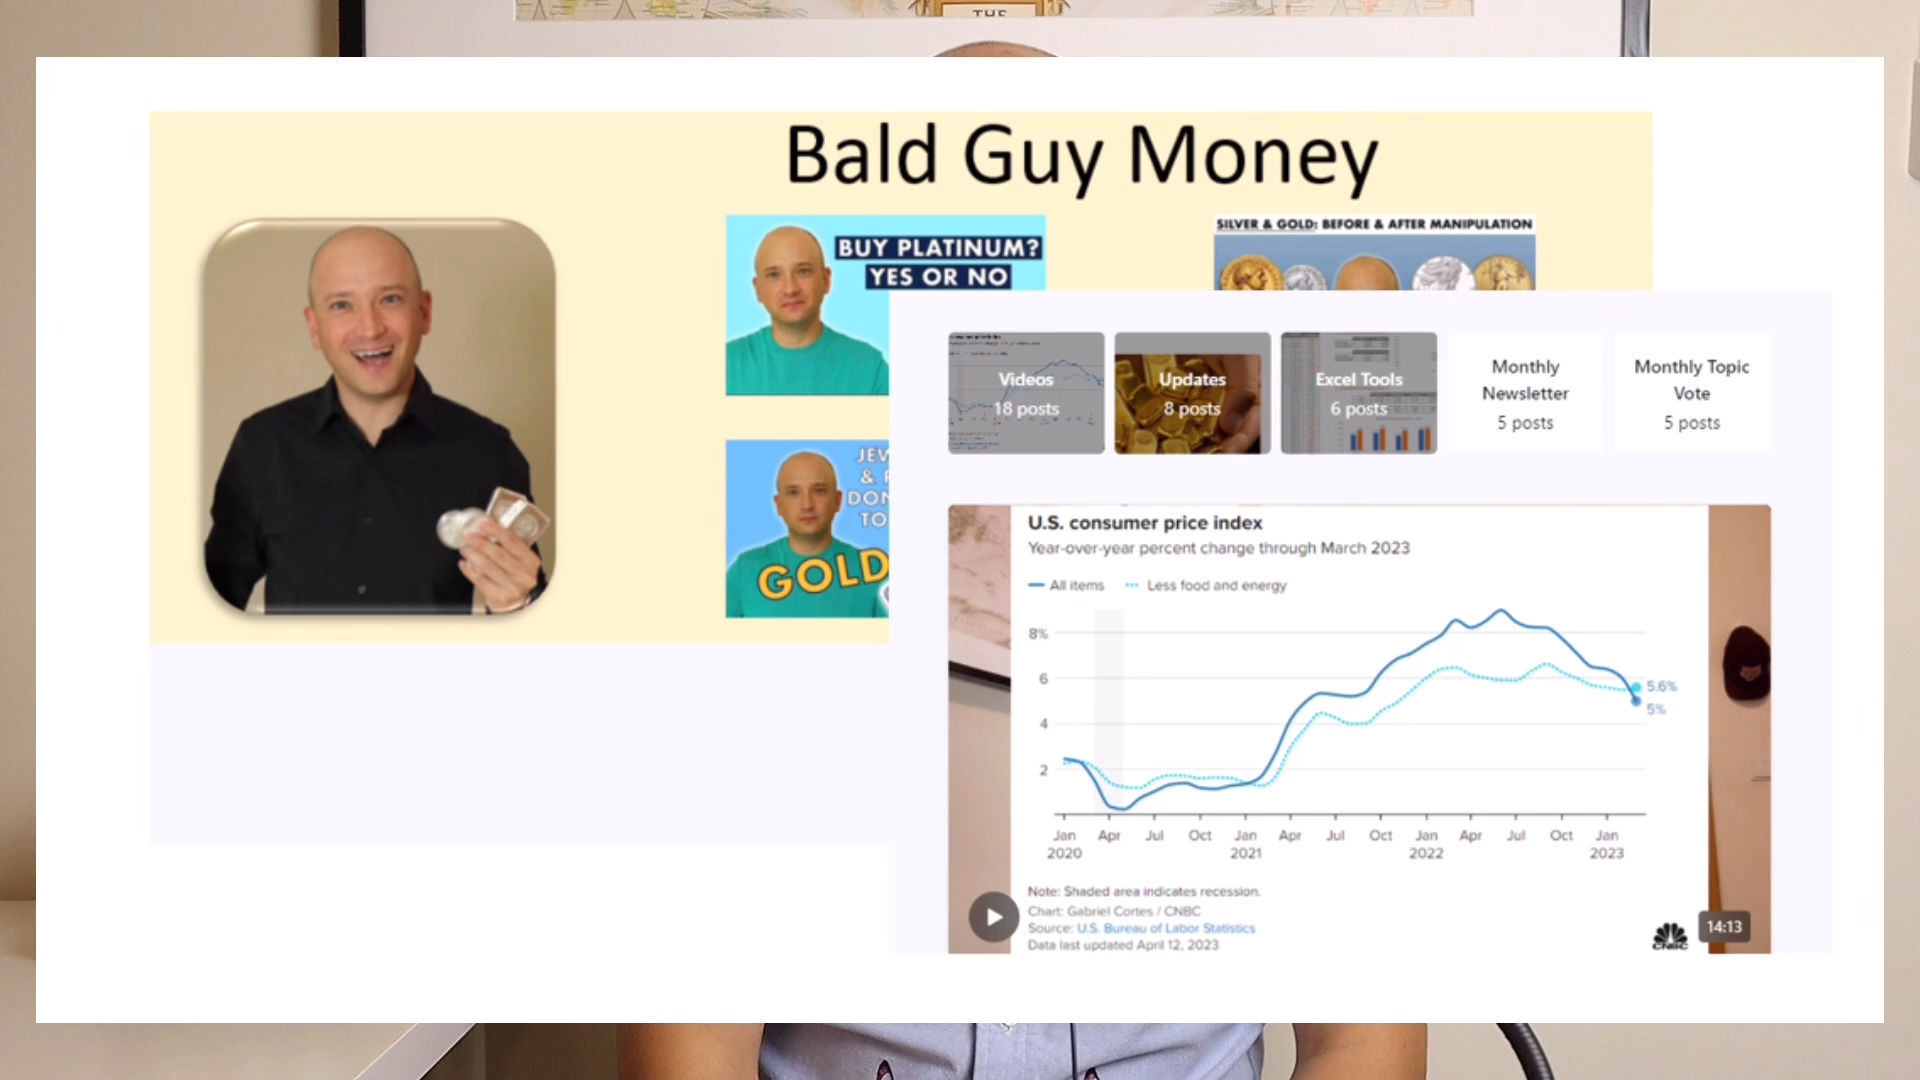 THE
Bald Guy Money
BUY PLATINUM?
YES OR NO
SILVER & GOLD: BEFORE & AFTER MANIPULATION
GOLD
Videos
18 posts
Updates
8 posts
Excel Tools
6 posts
Monthly
Newsletter
5 posts
Monthly Topic
Vote
5 posts
U.S. consumer price index
Year-over-year percent change through March 2023
All items
Less food and energy
8%
6
4
2
5.6%
5%
Jan Apr Jul Oct Jan Apr Jul Oct Jan Apr Jul Oct Jan
2020 2021 2022 2023
Note: Shaded area indicates recession.
Chart: Gabriel Cortes / CNBC
Source: U.S. Bureau of Labor Statistics
Data last updated April 12, 2023
CNBC
14:13